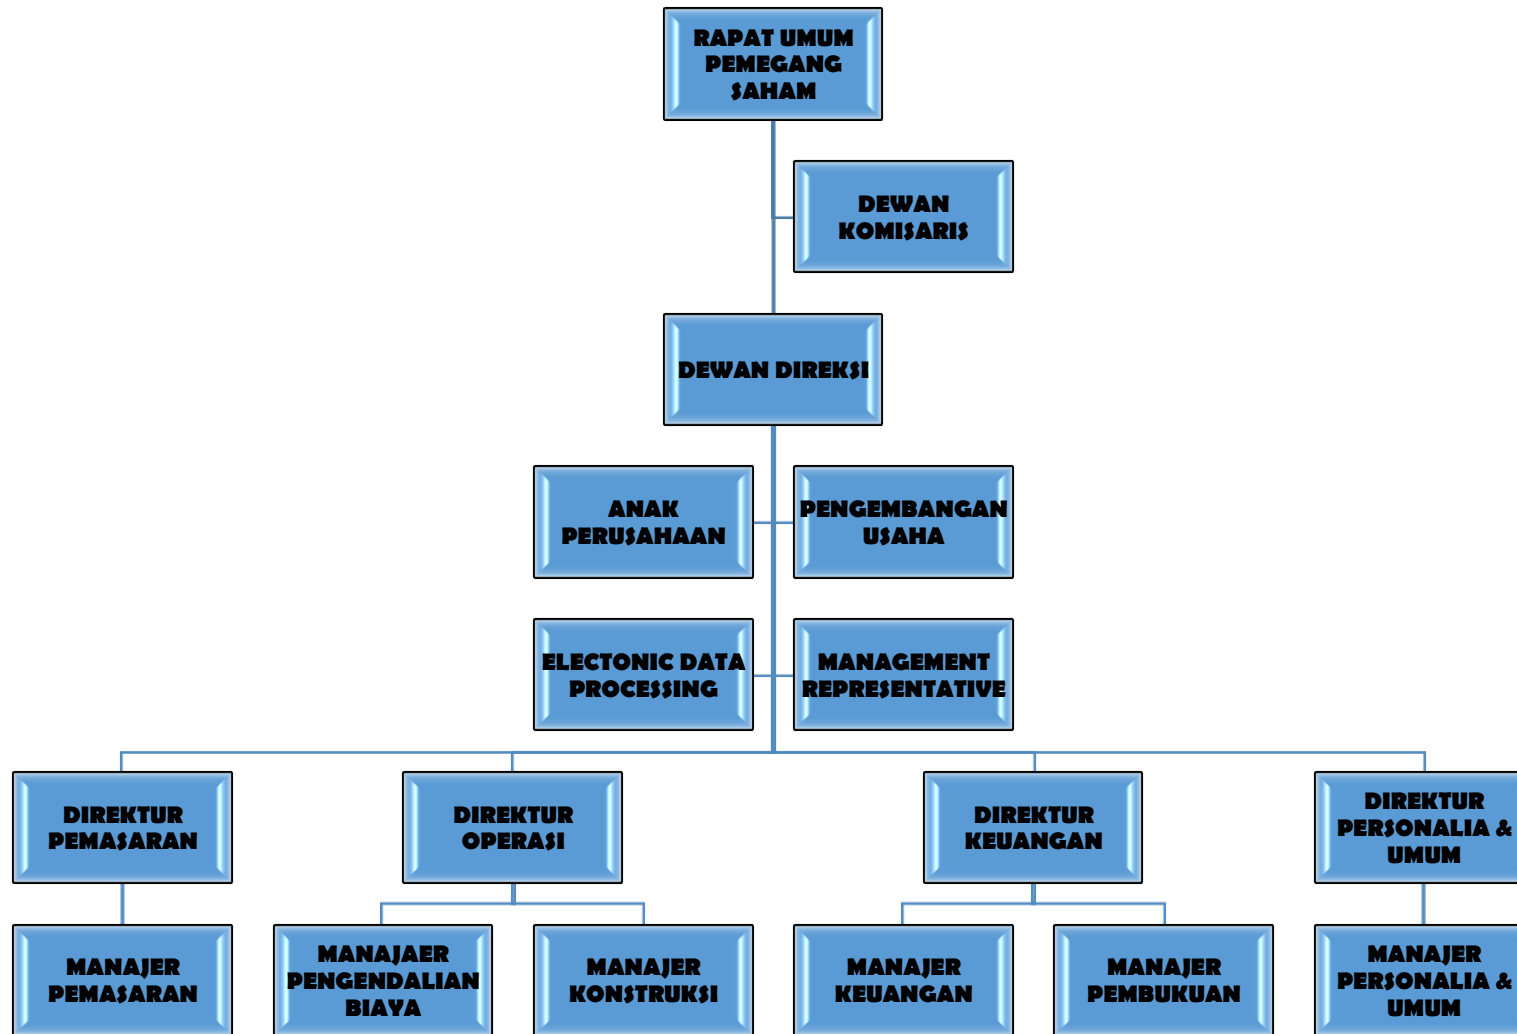 RAPAT UMUM
PEMEGANG
SAHAM
DEWAN
KOMISARIS
DEWAN DIREKSI
ANAK
PERUSAHAAN
PENGEMBANGAN
USAHA
ELECTONIC DATA
PROCESSING
MANAGEMENT
REPRESENTATIVE
DIREKTUR
PEMASARAN
DIREKTUR
OPERASI
DIREKTUR
KEUANGAN
DIREKTUR
PERSONALIA &
UMUM
MANAJER
PEMASARAN
MANAJAER
PENGENDALIAN
BIAYA
MANAJER
KONSTRUKSI
MANAJER
KEUANGAN
MANAJER
PEMBUKUAN
MANAJER
PERSONALIA &
UMUM